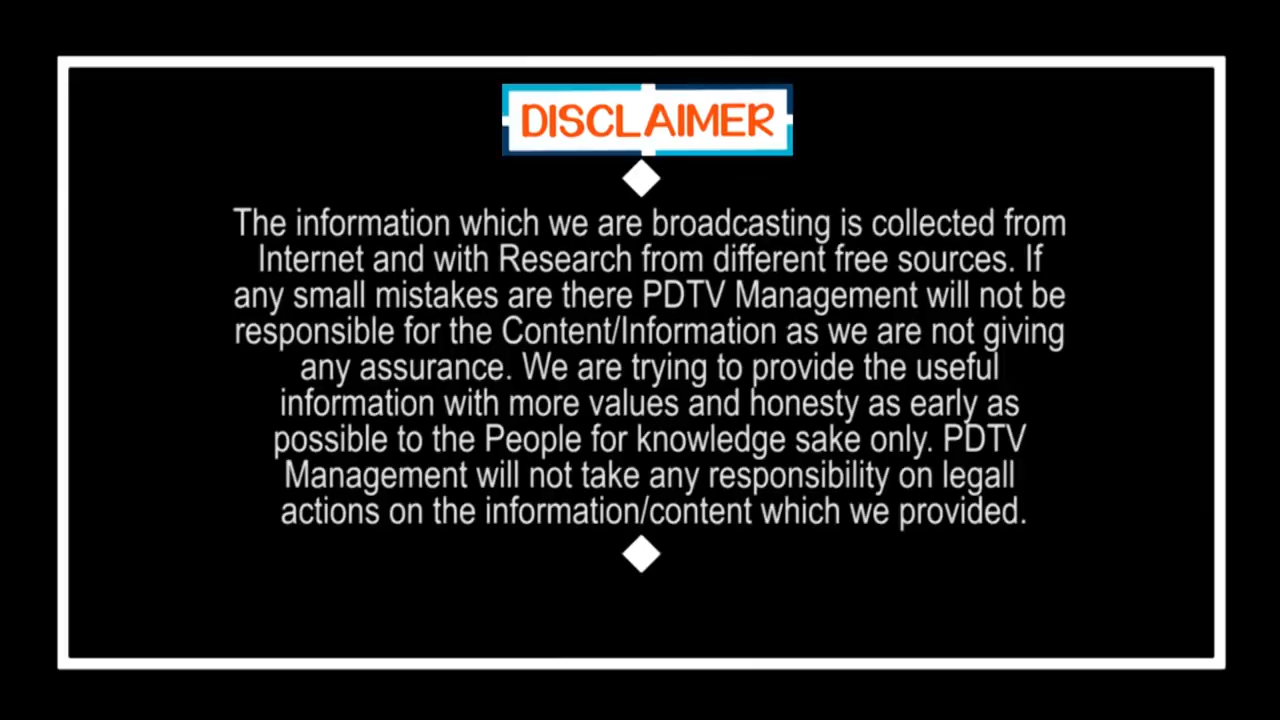 DISCLAIMER
The information which we are broadcasting is collected from
Internet and with Research from different free sources. If
any small mistakes are there PDTV Management will not be
responsible for the Content/Information as we are not giving
any assurance. We are trying to provide the useful
information with more values and honesty as early as
possible to the People for knowledge sake only. PDTV
Management will not take any responsibility on legall
actions on the information/content which we provided.